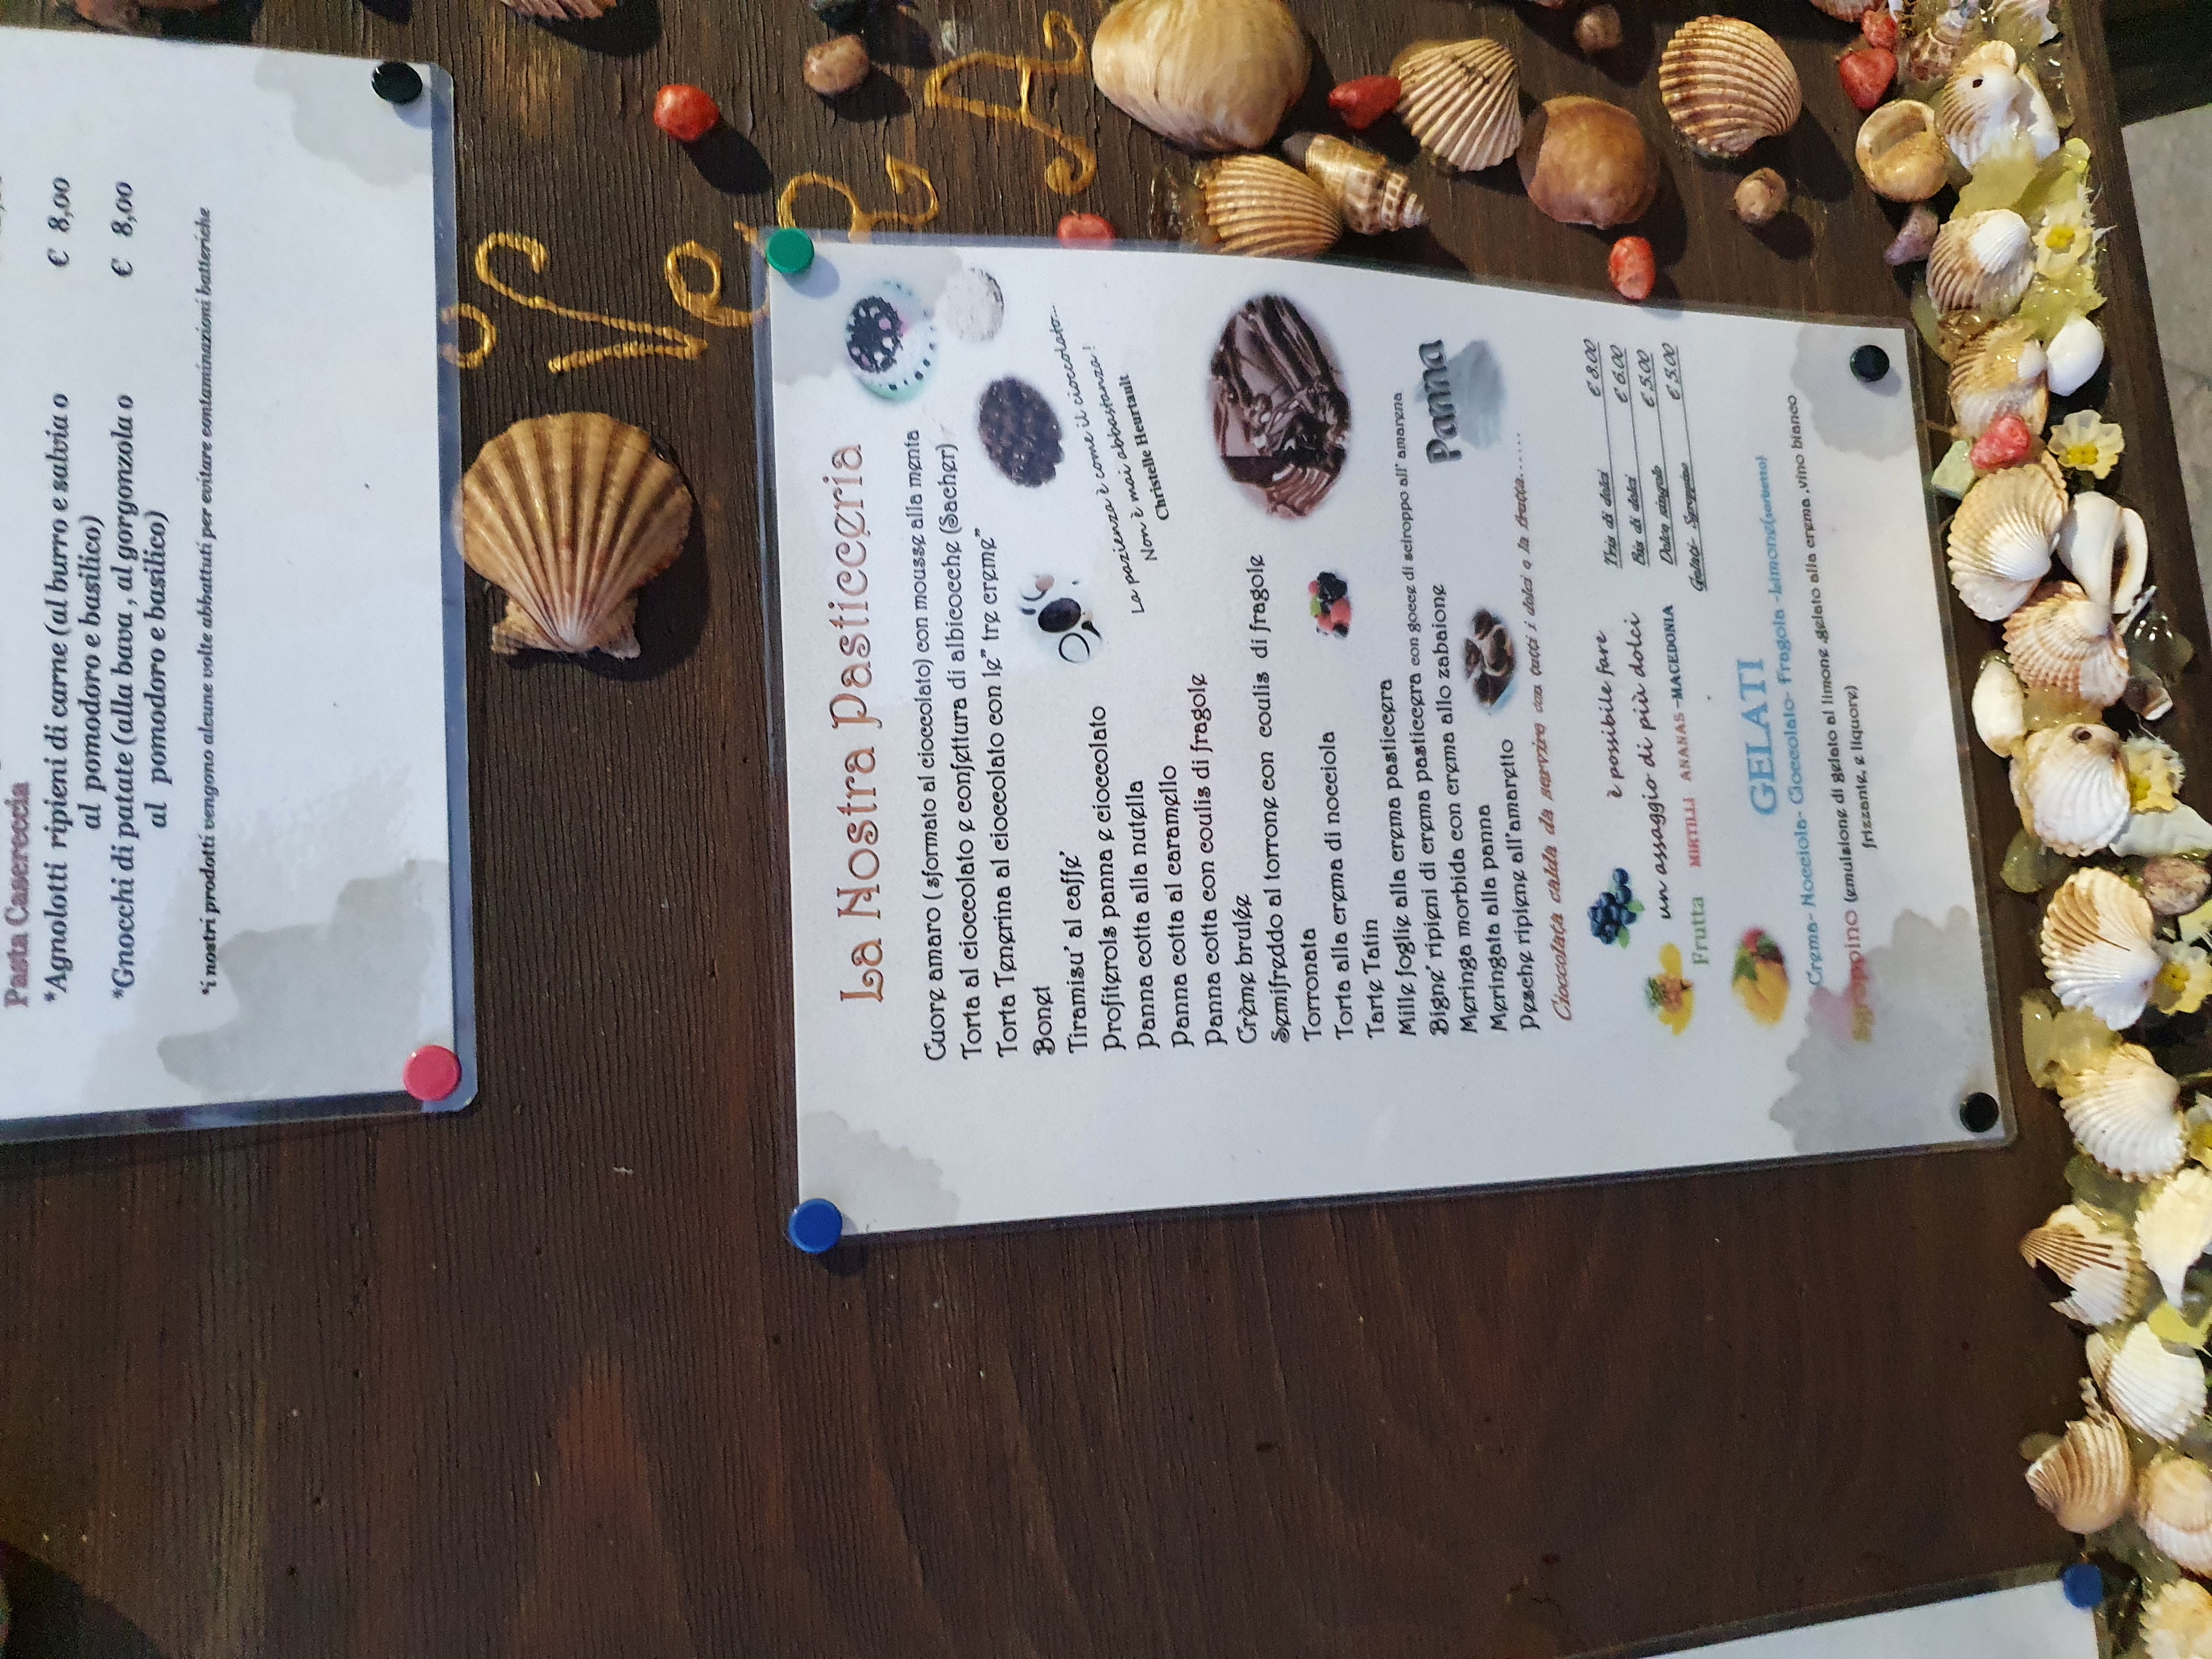 Pasta Casereccia
*Agnolotti ripieni di carne (al burro e salvia o € 8,00
al pomodoro e basilico)
*Gnocchi di patate (alla bava , al gorgonzola o € 8,00
al pomodoro e basilico)
*i nostri prodotti vengono alcune volte abbattuti per evitare contaminazioni batteriche
La Nostra Pasticceria
Cuore amaro ( sformato al cioccolato) con mousse alla menta
Torta al cioccolato e confettura di albicocche (Sacher)
Torta Tenerina al cioccolato con le" tre creme"
Bonet
Tiramisu' al caffe'
Profiterols panna e cioccolato
Panna cotta alla nutella
Panna cotta al caramello
Panna cotta con coulis di fragole
Crème brulée
Semifreddo al torrone con coulis di fragole
Torronata
Torta alla crema di nocciola
Tarte Tatin
Mille foglie alla crema pasticcera
Bigne' ripieni di crema pasticcera con gocce di sciroppo all' amarena
Meringa morbida con crema allo zabaione
Meringata alla panna
Pesche ripiene all'amaretto
Cioccolata calda da servire con tutti i dolci o la frutta......
La pazienza è come il cioccolato...
Non è mai abbastanza !
Christelle Heurtault
Panna
è possibile fare
un assaggio di più dolci
Frutta MIRTILLI ANANAS -MACEDONIA
Tris di dolci € 8.00
Bis di dolci € 6.00
Dolce singolo € 5.00
Gelati- Sgroppino € 5.00
GELATI
Crema- Nocciola- Cioccolato- Fragola -Limone(sorbetto)
Sgroppino (emulsione di gelato al limone ,gelato alla crema ,vino bianco
frizzante, e liquore)